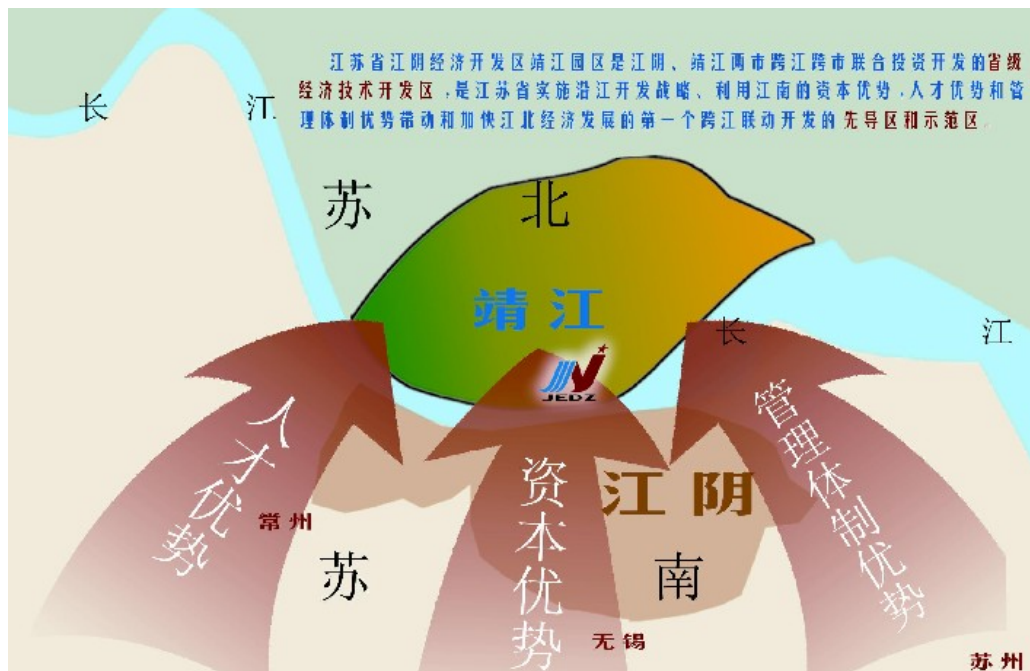 江苏省江阴经济开发区靖江园区是江阴、靖江两市跨江跨市联合投资开发的省级
经济技术开发区,是江苏省实施沿江开发战略、利用江南的资本优势,人才优势和管
理体制优势带动和加快江北经济发展的第一个跨江联动开发的先导区和示范区。
长 江
苏 北
靖江
长 江
JEDZ
人才优势
资本优势
管理体制优势
江阴
常州
苏 南
无锡
苏州